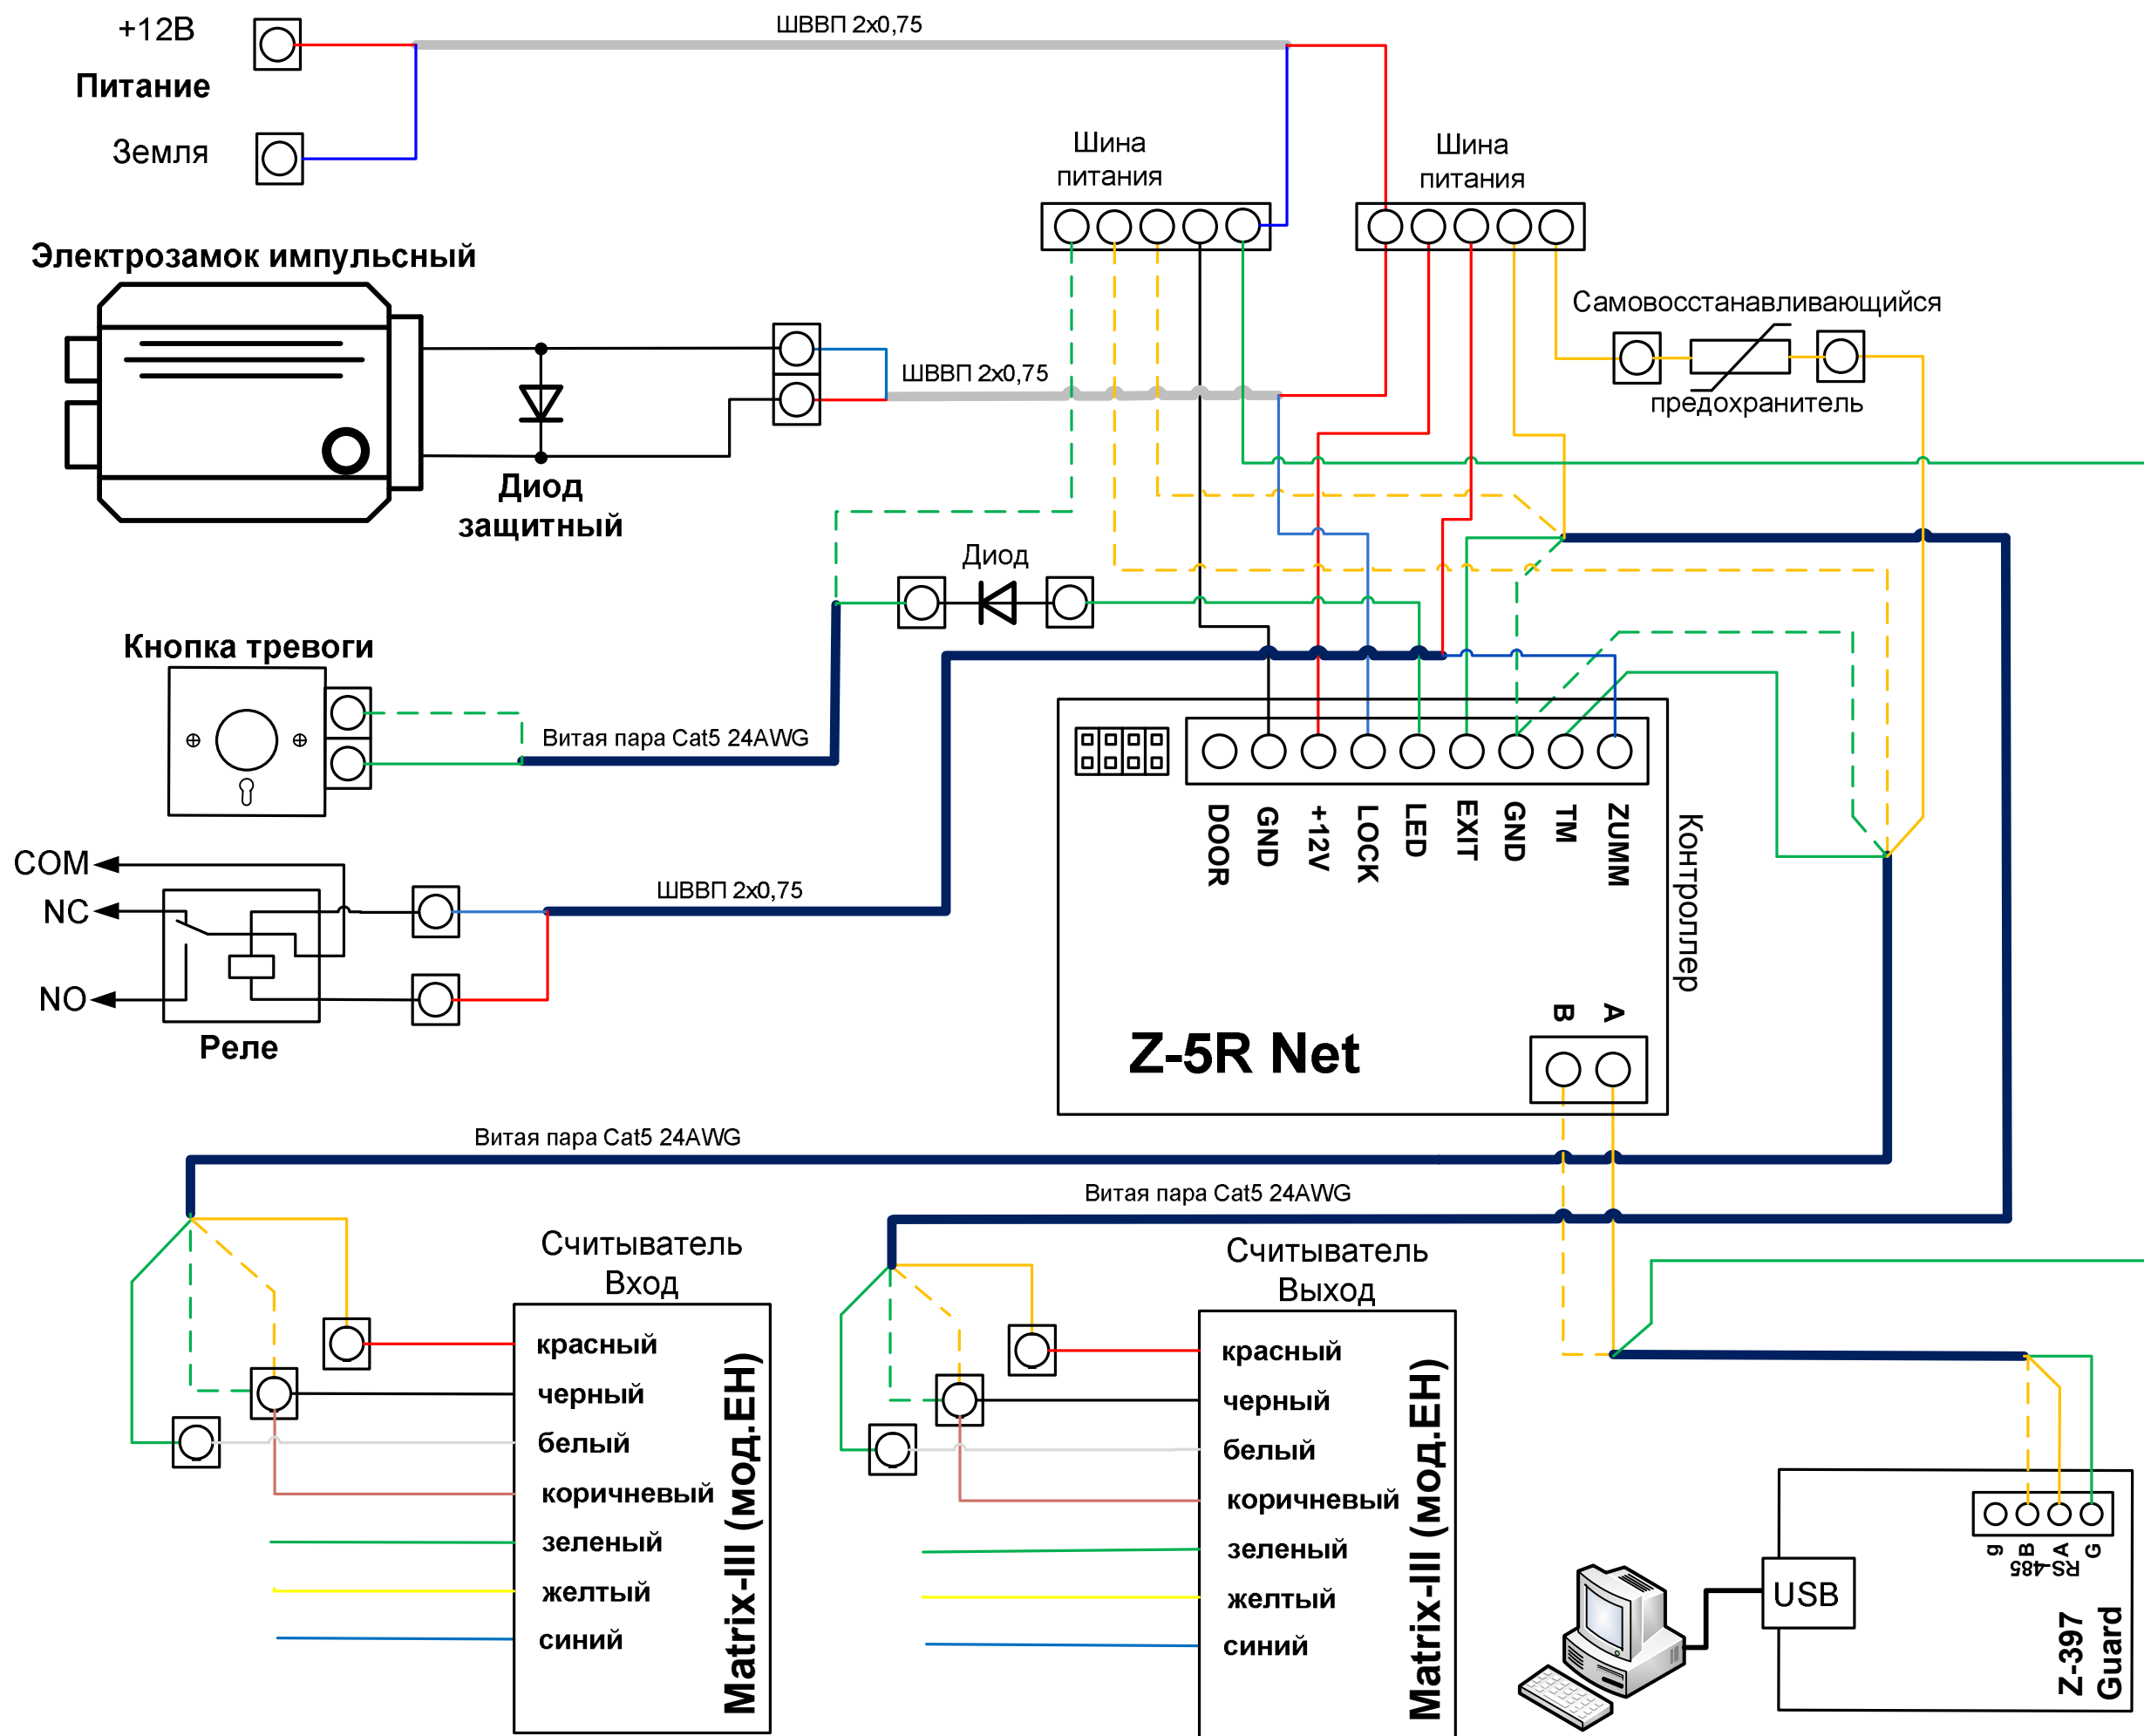 +12В
Питание
Земля
ШВВП 2х0,75
Шина
питания
Шина
питания
Электрозамок импульсный
ШВВП 2х0,75
Самовосстанавливающийся
предохранитель
Диод
защитный
Диод
Кнопка тревоги
Витая пара Cat5 24AWG
COM
NC
NO
Реле
ШВВП 2х0,75
DOOR
GND
+12V
LOCK
LED
EXIT
GND
TM
ZUMM
Контроллер
B
A
Z-5R Net
Витая пара Cat5 24AWG
Витая пара Cat5 24AWG
Считыватель
Вход
красный
черный
белый
коричневый
зеленый
желтый
синий
Matrix-III (мод.EH)
Считыватель
Выход
красный
черный
белый
коричневый
зеленый
желтый
синий
Matrix-III (мод.EH)
g
B
A
G
RS-485
USB
Z-397
Guard